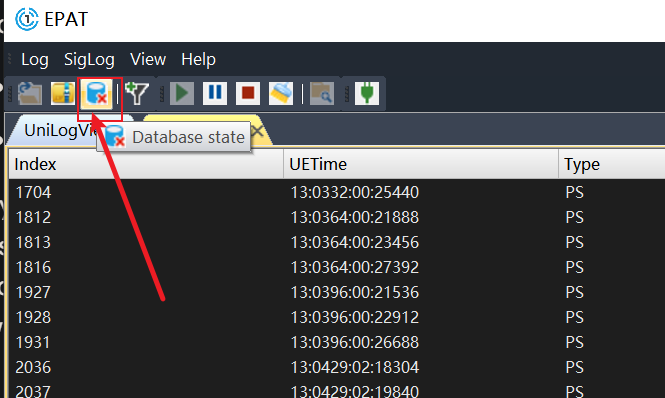 EPAT
Log SigLog View Help
UniLogVi
Database state
Index UETime Type
1704 13:0332:00:25440 PS
1812 13:0364:00:21888 PS
1813 13:0364:00:23456 PS
1816 13:0364:00:27392 PS
1927 13:0396:00:21536 PS
1928 13:0396:00:22912 PS
1931 13:0396:00:26688 PS
2036 13:0429:02:18304 PS
2037 13:0429:02:19840 PS